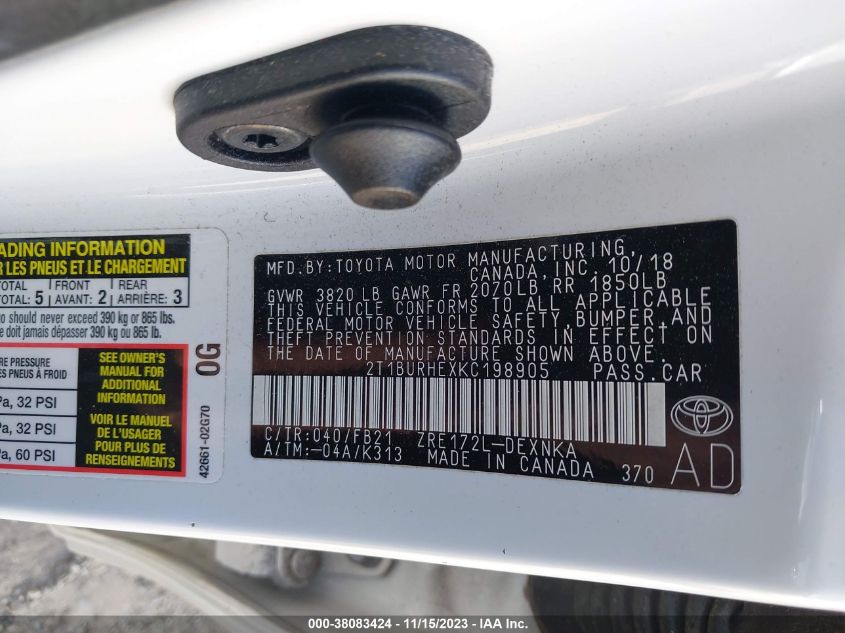 ADING INFORMATION
R LES PNEUS ET LE CHARGEMENT
TOTAL 5 FRONT AVANT: 2 REAR ARRIÈRE: 3
should never exceed 390 kg or 865 lbs.
doit jamais dépasser 390 kg ou 865 lb.
PRESSURE
PNEUS À FROID
Pa, 32 PSI
Pa, 32 PSI
Pa, 60 PSI
SEE OWNER'S
MANUAL FOR
ADDITIONAL
INFORMATION
VOIR LE MANUEL
DE L'USAGER
POUR PLUS DE
RENSEIGNEMENTS
0G
42661-02G70
MFD. BY: TOYOTA MOTOR MANUFACTURING
CANADA, INC. 10/18
GVWR 3820 LB GAWR FR 2070LB RR 1850LB
THIS VEHICLE CONFORMS TO ALL APPLICABLE
FEDERAL MOTOR VEHICLE SAFETY, BUMPER, AND
THEFT PREVENTION STANDARDS IN EFFECT ON
THE DATE OF MANUFACTURE SHOWN ABOVE.
2T1BURHEXKC198905 PASS.CAR
C/TR: 040/FB21 ZRE172L-DEXNKA
A/TM: -04A/K313 MADE IN CANADA 370
AD
000-38083424 - 11/15/2023 - IAA Inc.